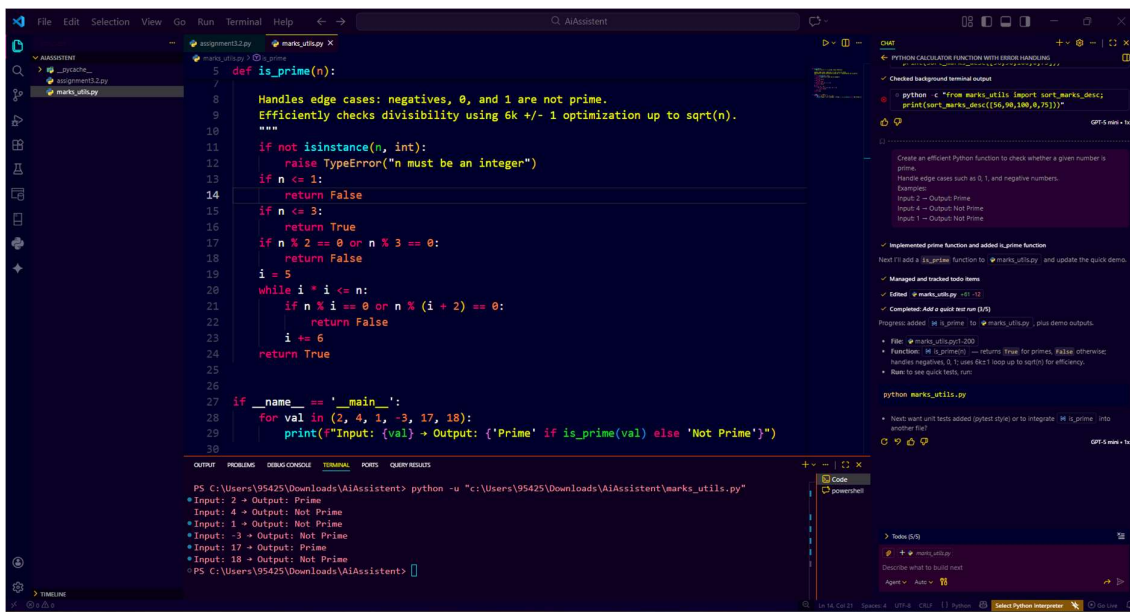 File Edit Selection View Go Run Terminal Help
AiAssistent
AIASSISTENT
__pycache__
assignment3.2.py
marks_utils.py
TIMELINE
assignment3.2.py
marks_utils.py
marks_utils.py > is_prime
5 def is_prime(n):
7
8 Handles edge cases: negatives, 0, and 1 are not prime.
9 Efficiently checks divisibility using 6k +/- 1 optimization up to sqrt(n).
10 """
11 if not isinstance(n, int):
12 raise TypeError("n must be an integer")
13 if n <= 1:
14 return False
15 if n <= 3:
16 return True
17 if n % 2 == 0 or n % 3 == 0:
18 return False
19 i = 5
20 while i * i <= n:
21 if n % i == 0 or n % (i + 2) == 0:
22 return False
23 i += 6
24 return True
25
26
27 if __name__ == '__main__':
28 for val in (2, 4, 1, -3, 17, 18):
29 print(f"Input: {val} → Output: {'Prime' if is_prime(val) else 'Not Prime'}")
30
OUTPUT PROBLEMS DEBUG CONSOLE TERMINAL PORTS QUERY RESULTS
PS C:\Users\95425\Downloads\AiAssistent> python -u "c:\Users\95425\Downloads\AiAssistent\marks_utils.py"
Input: 2 → Output: Prime
Input: 4 → Output: Not Prime
Input: 1 → Output: Not Prime
Input: -3 → Output: Not Prime
Input: 17 → Output: Prime
Input: 18 → Output: Not Prime
PS C:\Users\95425\Downloads\AiAssistent>
Code
powershell
CHAT
PYTHON CALCULATOR FUNCTION WITH ERROR HANDLING
Checked background terminal output
python -c "from marks_utils import sort_marks_desc;
print(sort_marks_desc([56,90,100,0,75]))"
GPT-5 mini • 1x
Create an efficient Python function to check whether a given number is
prime.
Handle edge cases such as 0, 1, and negative numbers.
Examples:
Input: 2 → Output: Prime
Input: 4 → Output: Not Prime
Input: 1 → Output: Not Prime
Implemented prime function and added is_prime function
Next I'll add a is_prime function to marks_utils.py and update the quick demo.
Managed and tracked todo items
Edited marks_utils.py +61 -12
Completed: Add a quick test run (3/5)
Progress: added is_prime to marks_utils.py , plus demo outputs.
• File: marks_utils.py:1-200
• Function: is_prime(n) — returns True for primes, False otherwise;
handles negatives, 0, 1; uses 6k±1 loop up to sqrt(n) for efficiency.
• Run: to see quick tests, run:
python marks_utils.py
• Next: want unit tests added (pytest style) or to integrate is_prime into
another file?
GPT-5 mini • 1x
Todos (5/5)
marks_utils.py
Describe what to build next
Agent Auto
0 0
Ln 14, Col 21 Spaces: 4 UTF-8 CRLF Python Select Python Interpreter Go Live